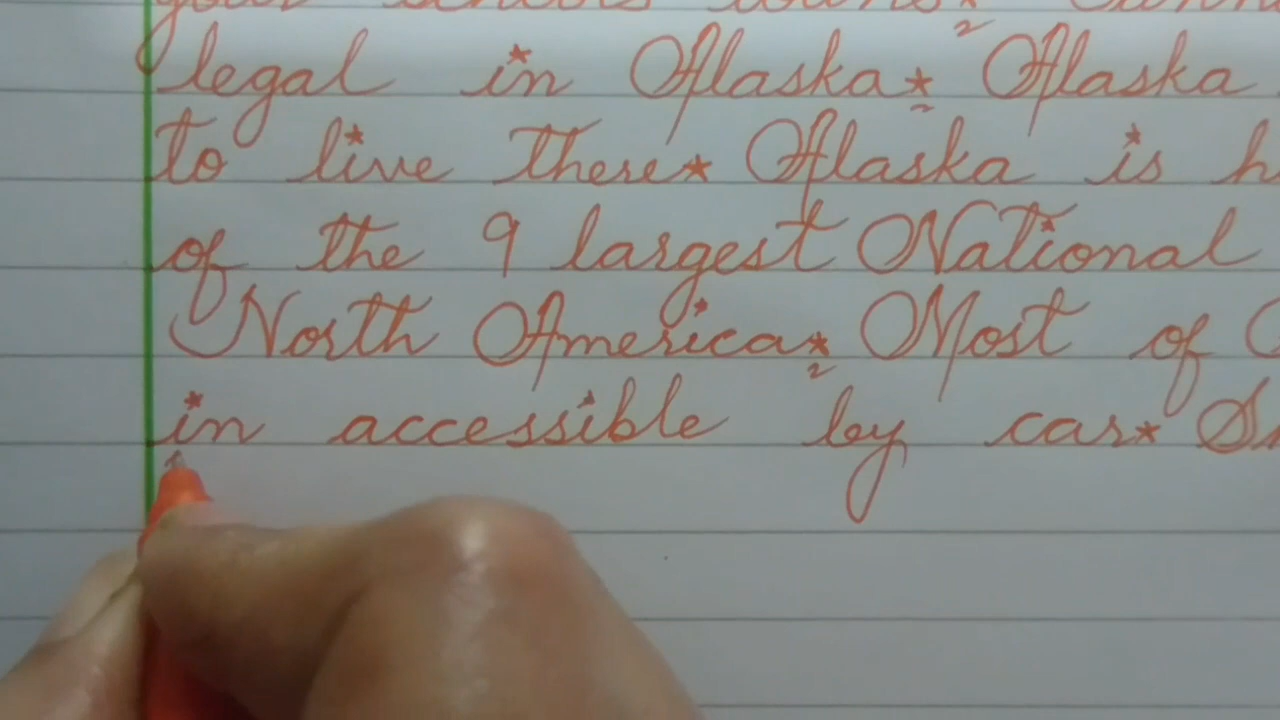 legal in Alaska. Alaska
to live there. Alaska is
of the 9 largest National
North America. Most of
in accessible by car.